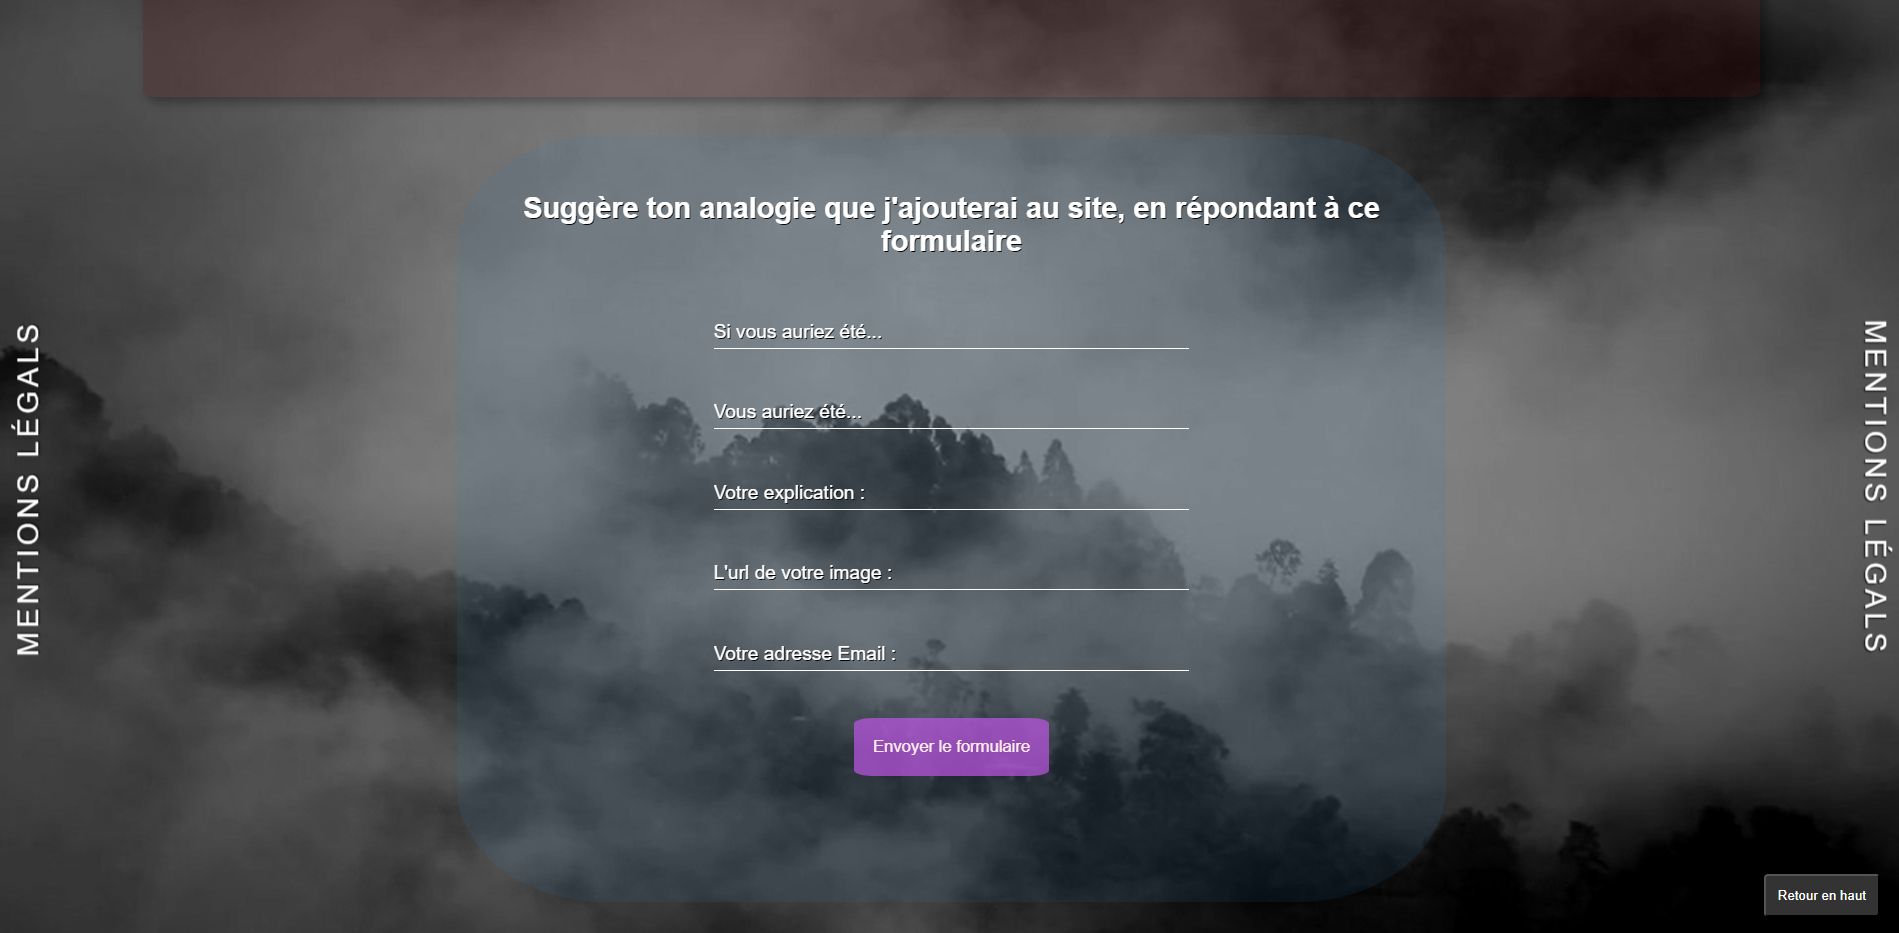 Suggère ton analogie que j'ajouterai au site, en répondant à ce
formulaire
Si vous auriez été...
Vous auriez été...
Votre explication :
L'url de votre image :
Votre adresse Email :
Envoyer le formulaire
MENTIONS LÉGALS
MENTIONS LÉGALS
Retour en haut